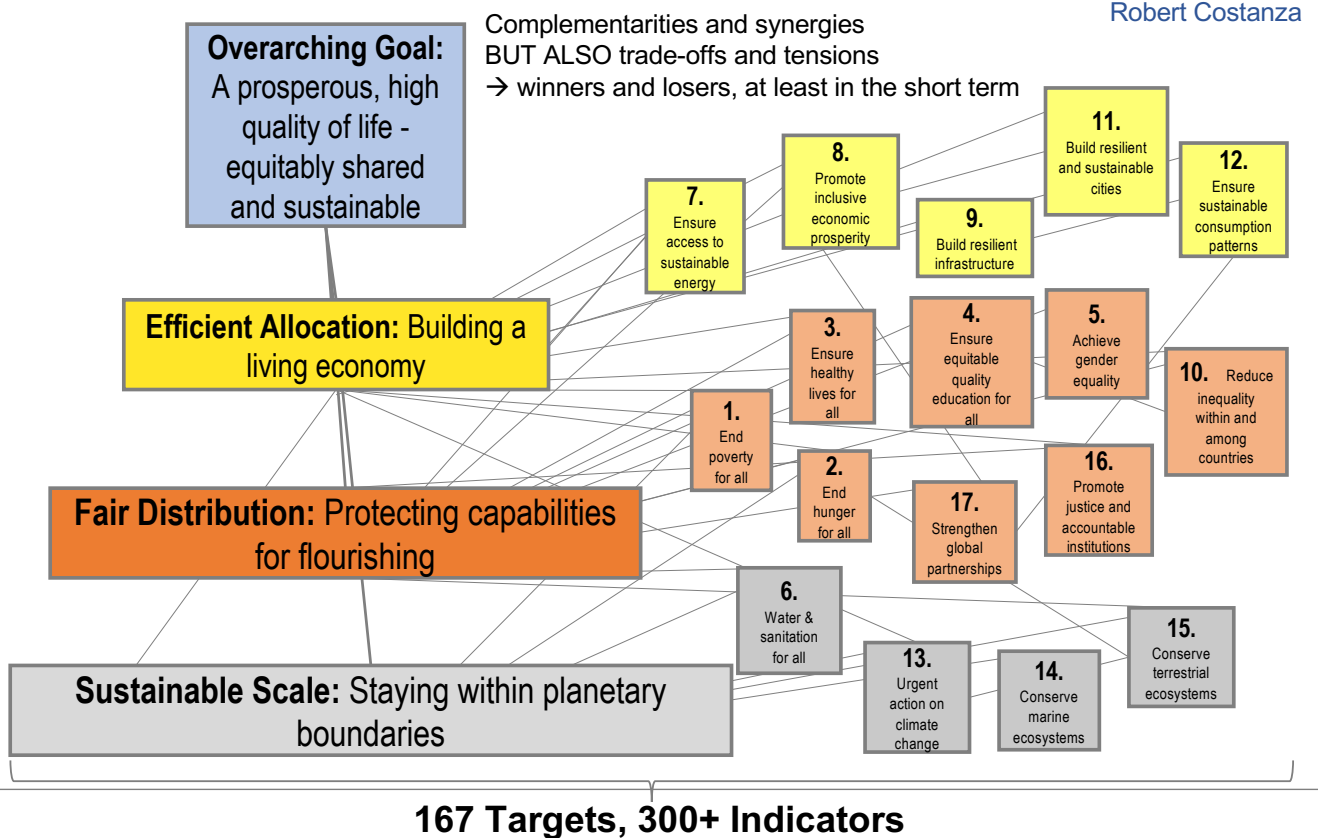 Robert Costanza
Complementarities and synergies
BUT ALSO trade-offs and tensions
→ winners and losers, at least in the short term
Overarching Goal:
A prosperous, high
quality of life -
equitably shared
and sustainable
Efficient Allocation: Building a
living economy
Fair Distribution: Protecting capabilities
for flourishing
Sustainable Scale: Staying within planetary
boundaries
7.
Ensure
access to
sustainable
energy
8.
Promote
inclusive
economic
prosperity
9.
Build resilient
infrastructure
11.
Build resilient
and sustainable
cities
12.
Ensure
sustainable
consumption
patterns
1.
End
poverty
for all
3.
Ensure
healthy
lives for
all
2.
End
hunger
for all
4.
Ensure
equitable
quality
education for
all
5.
Achieve
gender
equality
10. Reduce
inequality
within and
among
countries
17.
Strengthen
global
partnerships
16.
Promote
justice and
accountable
institutions
6.
Water &
sanitation
for all
13.
Urgent
action on
climate
change
14.
Conserve
marine
ecosystems
15.
Conserve
terrestrial
ecosystems
167 Targets, 300+ Indicators